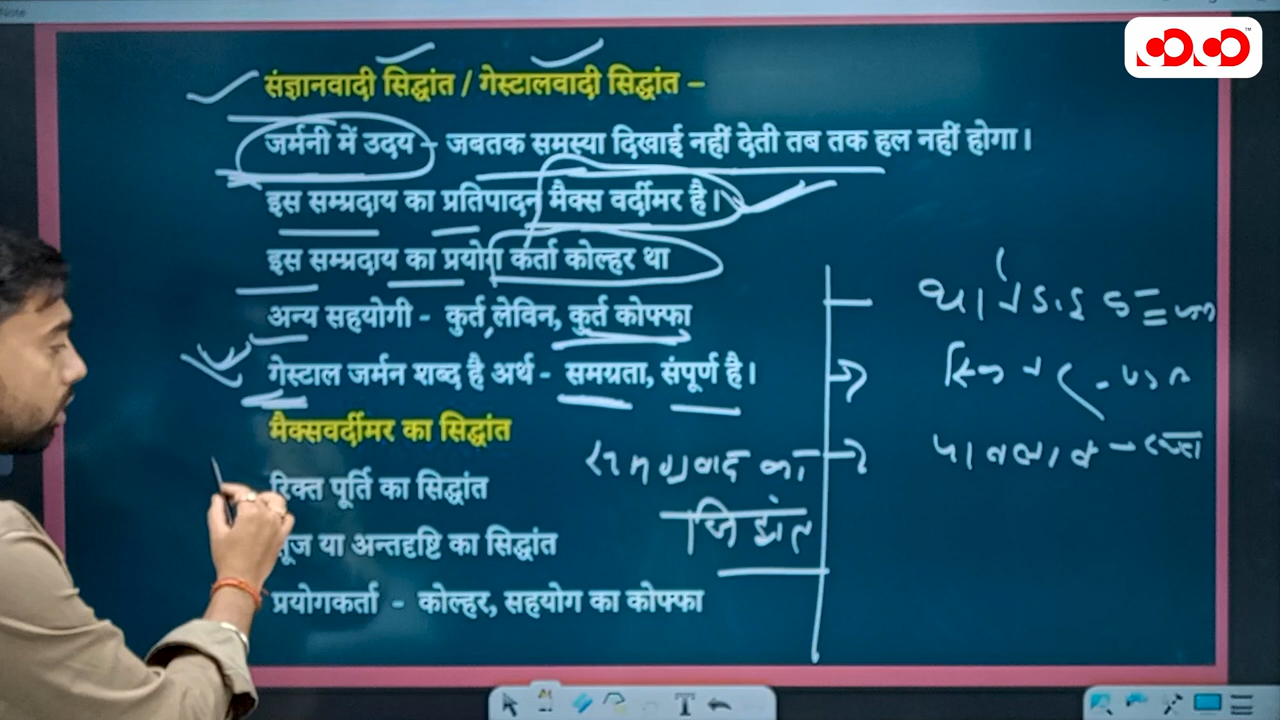 संज्ञानवादी सिद्धांत / गेस्टालवादी सिद्धांत –
जर्मनी में उदय – जबतक समस्या दिखाई नहीं देती तब तक हल नहीं होगा।
इस सम्प्रदाय का प्रतिपादन मैक्स वर्दीमर है।
इस सम्प्रदाय का प्रयोग कर्ता कोल्हर था
अन्य सहयोगी - कुर्त लेविन, कुर्त कोफ्फा
गेस्टाल जर्मन शब्द है अर्थ - समग्रता, संपूर्ण है।
मैक्सवर्दीमर का सिद्धांत
रिक्त पूर्ति का सिद्धांत
या अन्तदृष्टि का सिद्धांत
प्रयोगकर्ता - कोल्हर, सहयोग का कोफ्फा
का